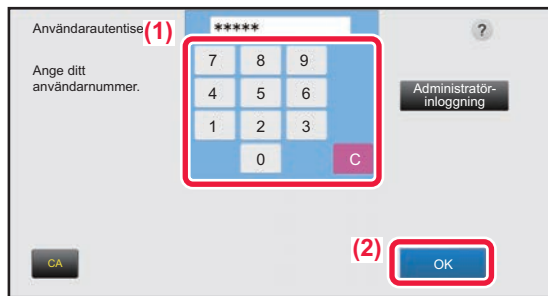 Användarautentise
(1)
*****
?
Ange ditt
användarnummer.
7 8 9
4 5 6
1 2 3
0 C
Administratör-
inloggning
(2)
CA
OK